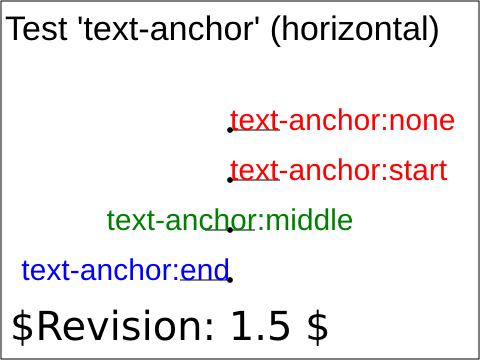 Test 'text-anchor' (horizontal)
text-anchor:none
text-anchor:start
text-anchor:middle
text-anchor:end
$Revision: 1.5 $